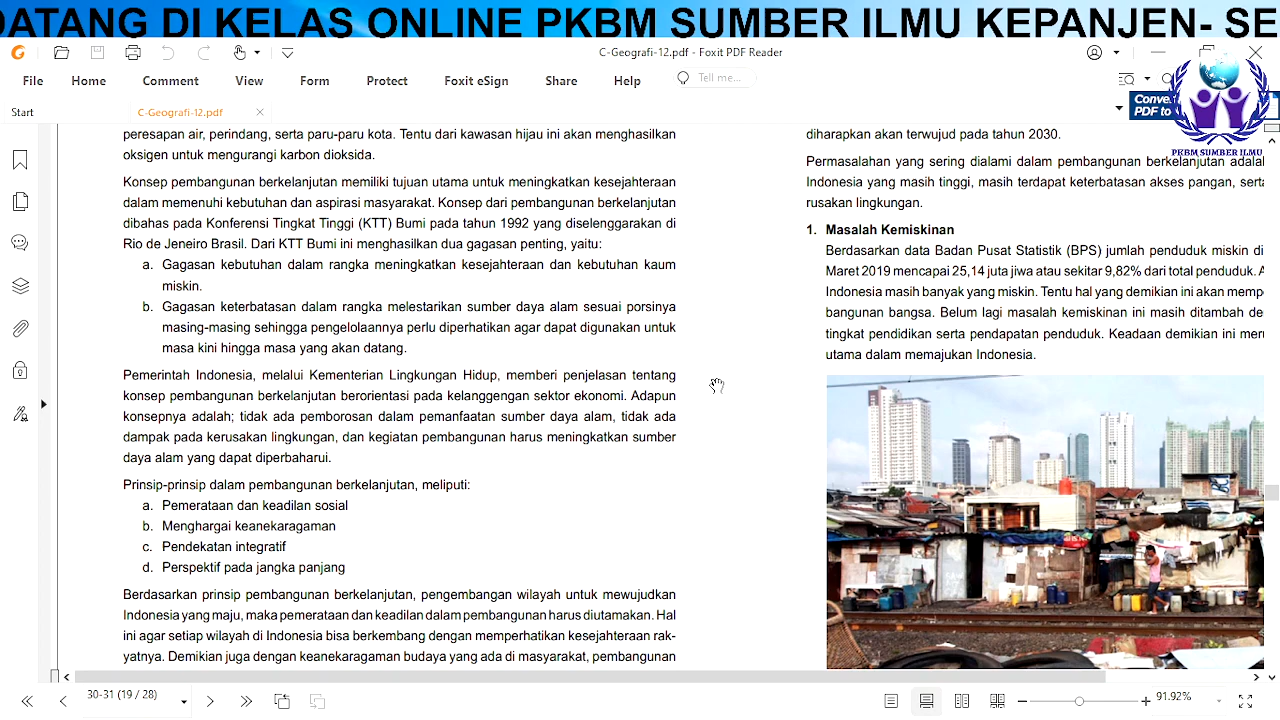 DATANG DI KELAS ONLINE PKBM SUMBER ILMU KEPANJEN- SE
C-Geografi-12.pdf - Foxit PDF Reader
File Home Comment View Form Protect Foxit eSign Share Help Tell me...
Start C-Geografi-12.pdf
Conve
PDF to
PKBM SUMBER ILMU
peresapan air, perindang, serta paru-paru kota. Tentu dari kawasan hijau ini akan menghasilkan
oksigen untuk mengurangi karbon dioksida.
Konsep pembangunan berkelanjutan memiliki tujuan utama untuk meningkatkan kesejahteraan
dalam memenuhi kebutuhan dan aspirasi masyarakat. Konsep dari pembangunan berkelanjutan
dibahas pada Konferensi Tingkat Tinggi (KTT) Bumi pada tahun 1992 yang diselenggarakan di
Rio de Jeneiro Brasil. Dari KTT Bumi ini menghasilkan dua gagasan penting, yaitu:
a. Gagasan kebutuhan dalam rangka meningkatkan kesejahteraan dan kebutuhan kaum
miskin.
b. Gagasan keterbatasan dalam rangka melestarikan sumber daya alam sesuai porsinya
masing-masing sehingga pengelolaannya perlu diperhatikan agar dapat digunakan untuk
masa kini hingga masa yang akan datang.
Pemerintah Indonesia, melalui Kementerian Lingkungan Hidup, memberi penjelasan tentang
konsep pembangunan berkelanjutan berorientasi pada kelanggengan sektor ekonomi. Adapun
konsepnya adalah; tidak ada pemborosan dalam pemanfaatan sumber daya alam, tidak ada
dampak pada kerusakan lingkungan, dan kegiatan pembangunan harus meningkatkan sumber
daya alam yang dapat diperbaharui.
Prinsip-prinsip dalam pembangunan berkelanjutan, meliputi:
a. Pemerataan dan keadilan sosial
b. Menghargai keanekaragaman
c. Pendekatan integratif
d. Perspektif pada jangka panjang
Berdasarkan prinsip pembangunan berkelanjutan, pengembangan wilayah untuk mewujudkan
Indonesia yang maju, maka pemerataan dan keadilan dalam pembangunan harus diutamakan. Hal
ini agar setiap wilayah di Indonesia bisa berkembang dengan memperhatikan kesejahteraan rak-
yatnya. Demikian juga dengan keanekaragaman budaya yang ada di masyarakat, pembangunan
diharapkan akan terwujud pada tahun 2030.
Permasalahan yang sering dialami dalam pembangunan berkelanjutan adalal
Indonesia yang masih tinggi, masih terdapat keterbatasan akses pangan, serta
rusakan lingkungan.
1. Masalah Kemiskinan
Berdasarkan data Badan Pusat Statistik (BPS) jumlah penduduk miskin di
Maret 2019 mencapai 25,14 juta jiwa atau sekitar 9,82% dari total penduduk. A
Indonesia masih banyak yang miskin. Tentu hal yang demikian ini akan memp
bangunan bangsa. Belum lagi masalah kemiskinan ini masih ditambah de
tingkat pendidikan serta pendapatan penduduk. Keadaan demikian ini mer
utama dalam memajukan Indonesia.
30-31 (19 / 28)
91.92%